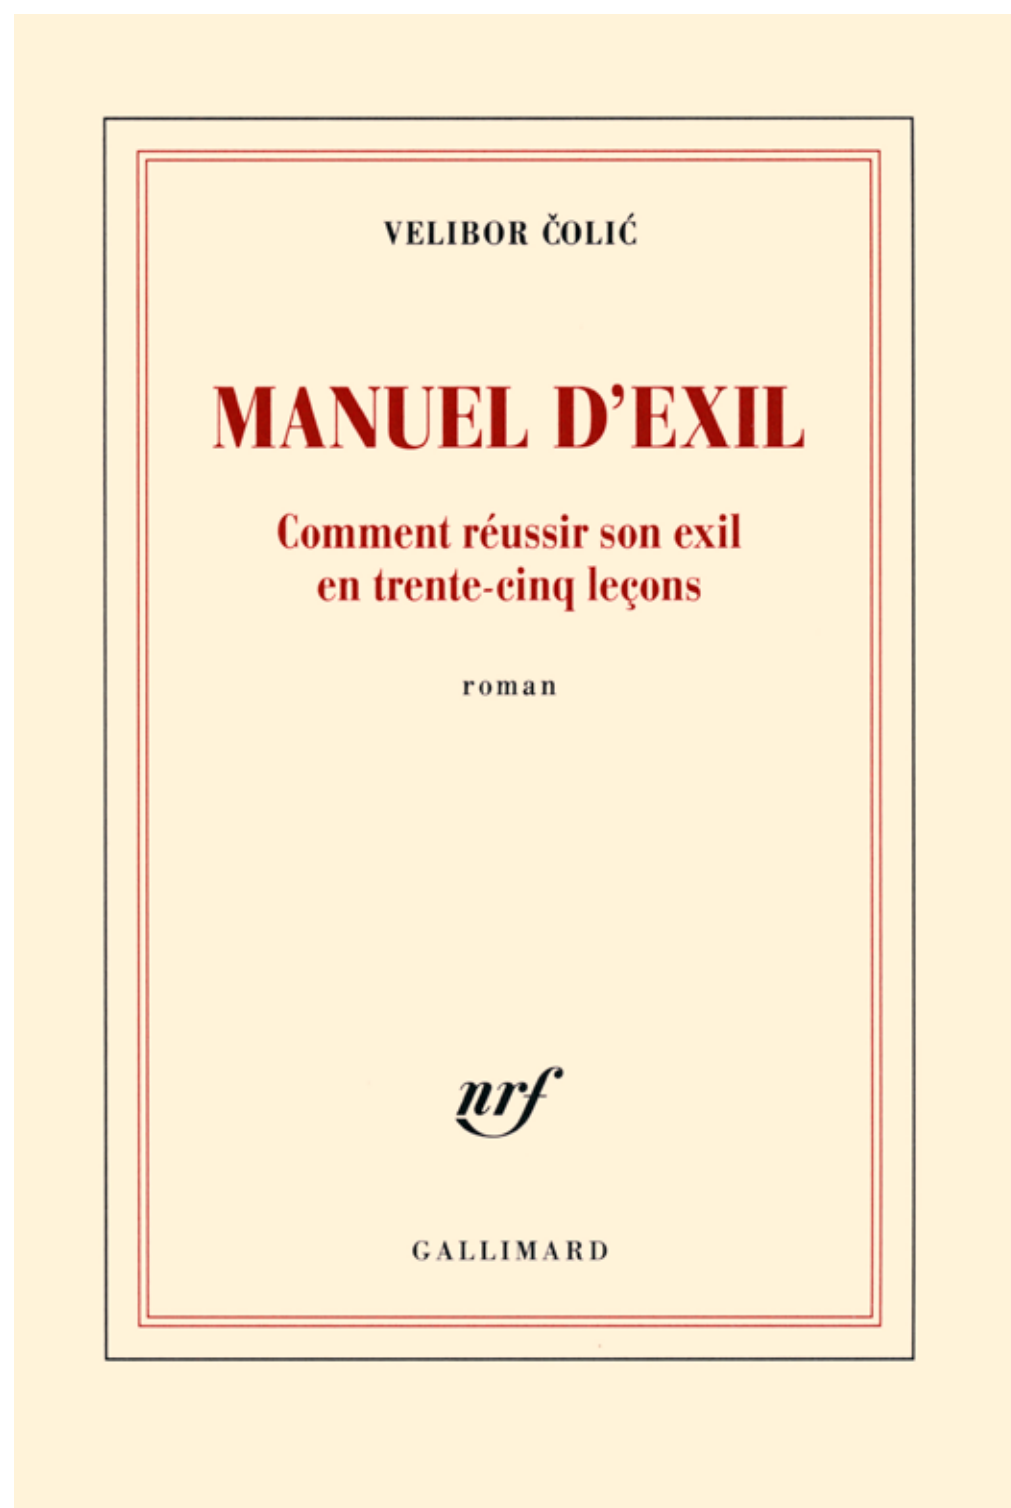 VELIBOR ČOLIĆ
MANUEL D’EXIL
Comment réussir son exil
en trente-cinq leçons
roman
nrf
GALLIMARD